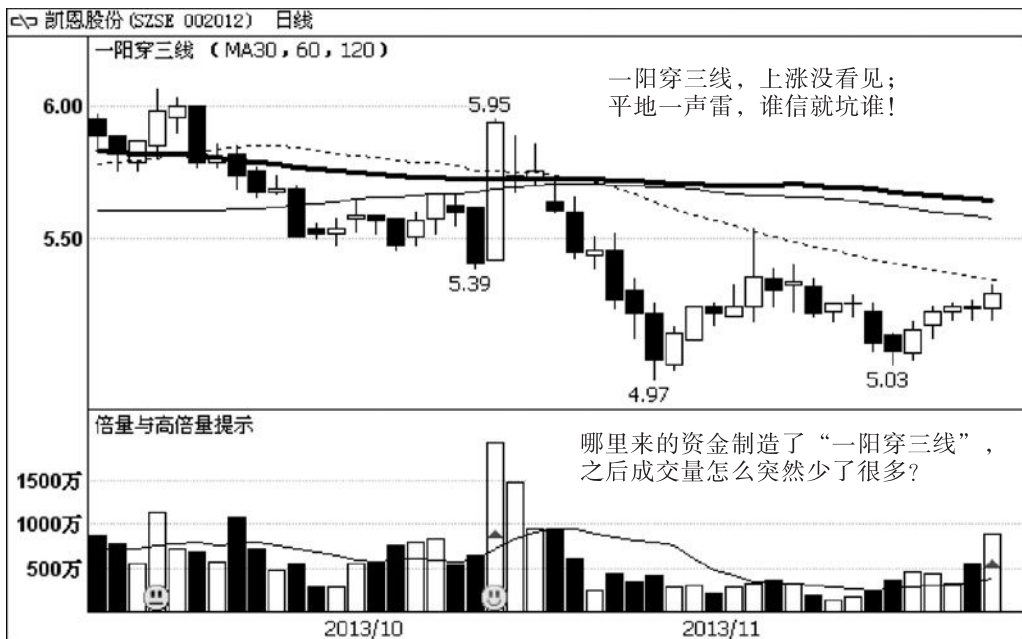 凯恩股份(SZSE 002012) 日线
一阳穿三线 (MA30,60,120)
一阳穿三线，上涨没看见；
平地一声雷，谁信就坑谁！
6.00
5.95
5.50
5.39
4.97
5.03
倍量与高倍量提示
哪里来的资金制造了“一阳穿三线”，
之后成交量怎么突然少了很多？
1500万
1000万
500万
2013/10
2013/11